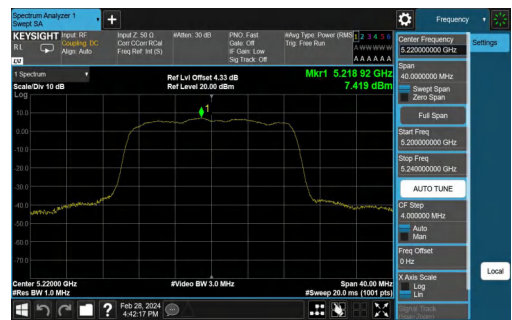 Spectrum Analyzer 1
Swept SA
+
Frequency
KEYSIGHT
Input: RF
Input Z: 50 Ω
#Atten: 30 dB
PNO: Fast
#Avg Type: Power (RMS
1 2 3 4 5 6
RL
Coupling: DC
Corr CCorr RCal
Gate: Off
Trig: Free Run
Align: Auto
Freq Ref: Int (S)
IF Gain: Low
A W W W W W
Sig Track: Off
A A A A A A
Center Frequency
5.220000000 GHz
Settings
1 Spectrum
Ref Lvl Offset 4.33 dB
Mkr1 5.218 92 GHz
Scale/Div 10 dB
Ref Level 20.00 dBm
7.419 dBm
Log
1
10.0
0.00
-10.0
-20.0
-30.0
-40.0
-50.0
-60.0
-70.0
Span
40.0000000 MHz
Swept Span
Zero Span
Full Span
Start Freq
5.200000000 GHz
Stop Freq
5.240000000 GHz
AUTO TUNE
CF Step
4.000000 MHz
Auto
Man
Freq Offset
0 Hz
X Axis Scale
Log
Lin
Signal Track
Local
Center 5.22000 GHz
#Video BW 3.0 MHz
Span 40.00 MHz
#Res BW 1.0 MHz
#Sweep 20.0 ms (1001 pts)
?
Feb 28, 2024
4:42:17 PM